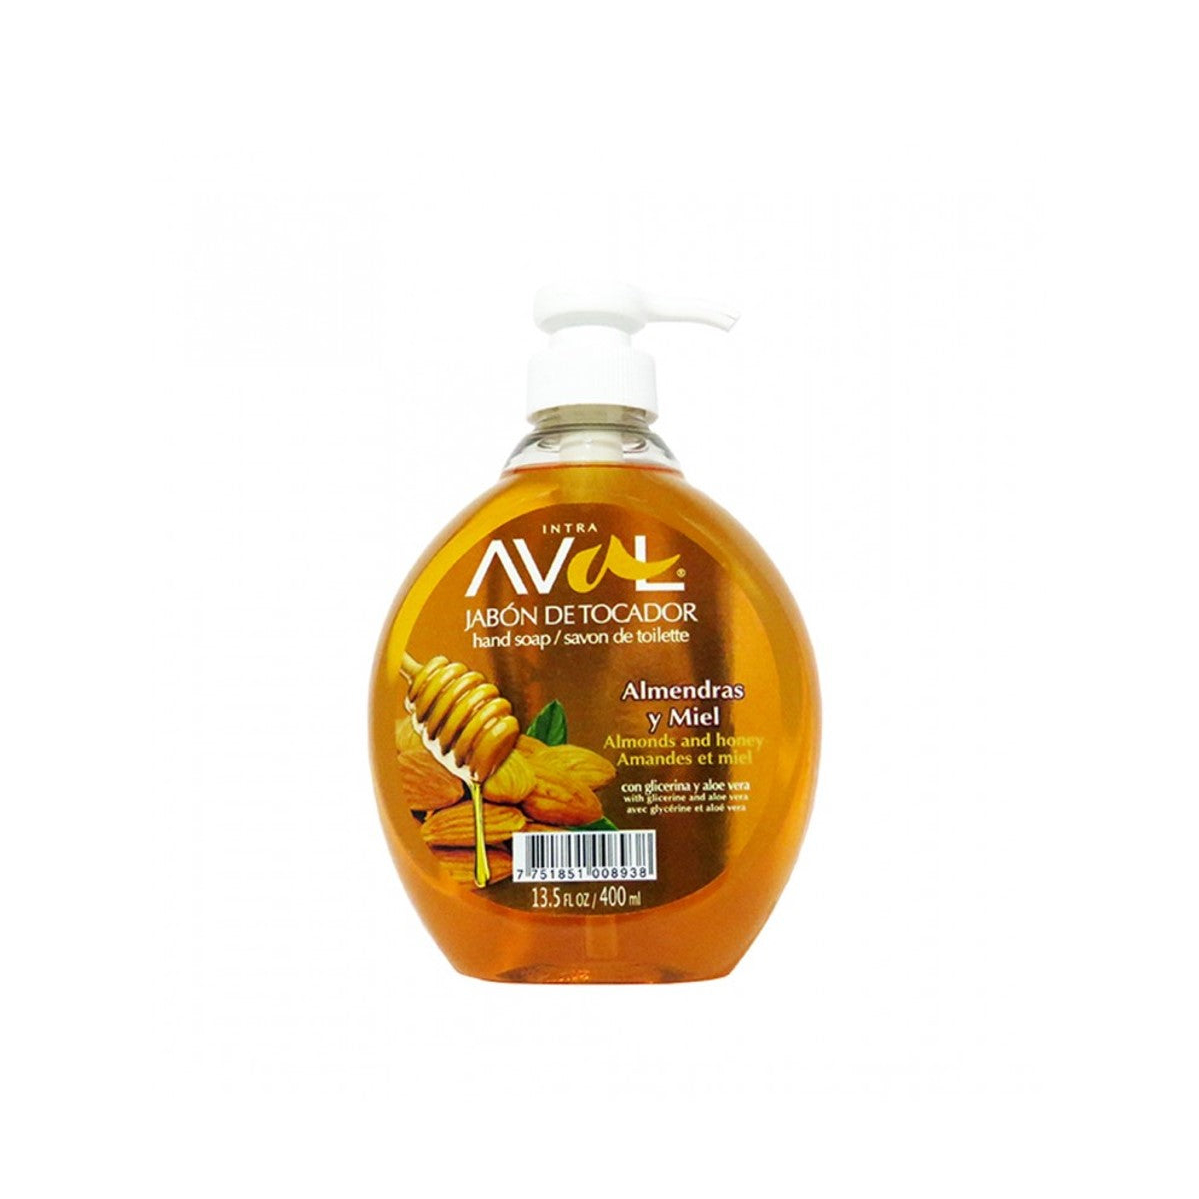 INTRA
AVAL®
JABÓN DE TOCADOR
hand soap / savon de toilette
Almendras
y Miel
Almonds and honey
Amandes et miel
con glicerina y aloe vera
with glicerine and aloe vera
avec glycérine et aloé vera
7 751851 008938
13.5 FL OZ / 400 ml